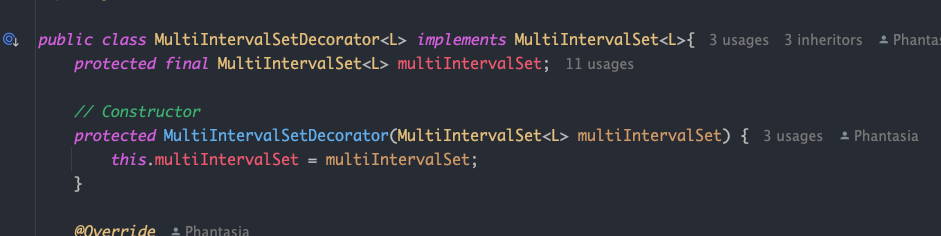 public class MultiIntervalSetDecorator<L> implements MultiIntervalSet<L>{ 3 usages 3 inheritors Phantas
protected final MultiIntervalSet<L> multiIntervalSet; 11 usages
// Constructor
protected MultiIntervalSetDecorator(MultiIntervalSet<L> multiIntervalSet) { 3 usages Phantasia
this.multiIntervalSet = multiIntervalSet;
}
@Override Phantasia